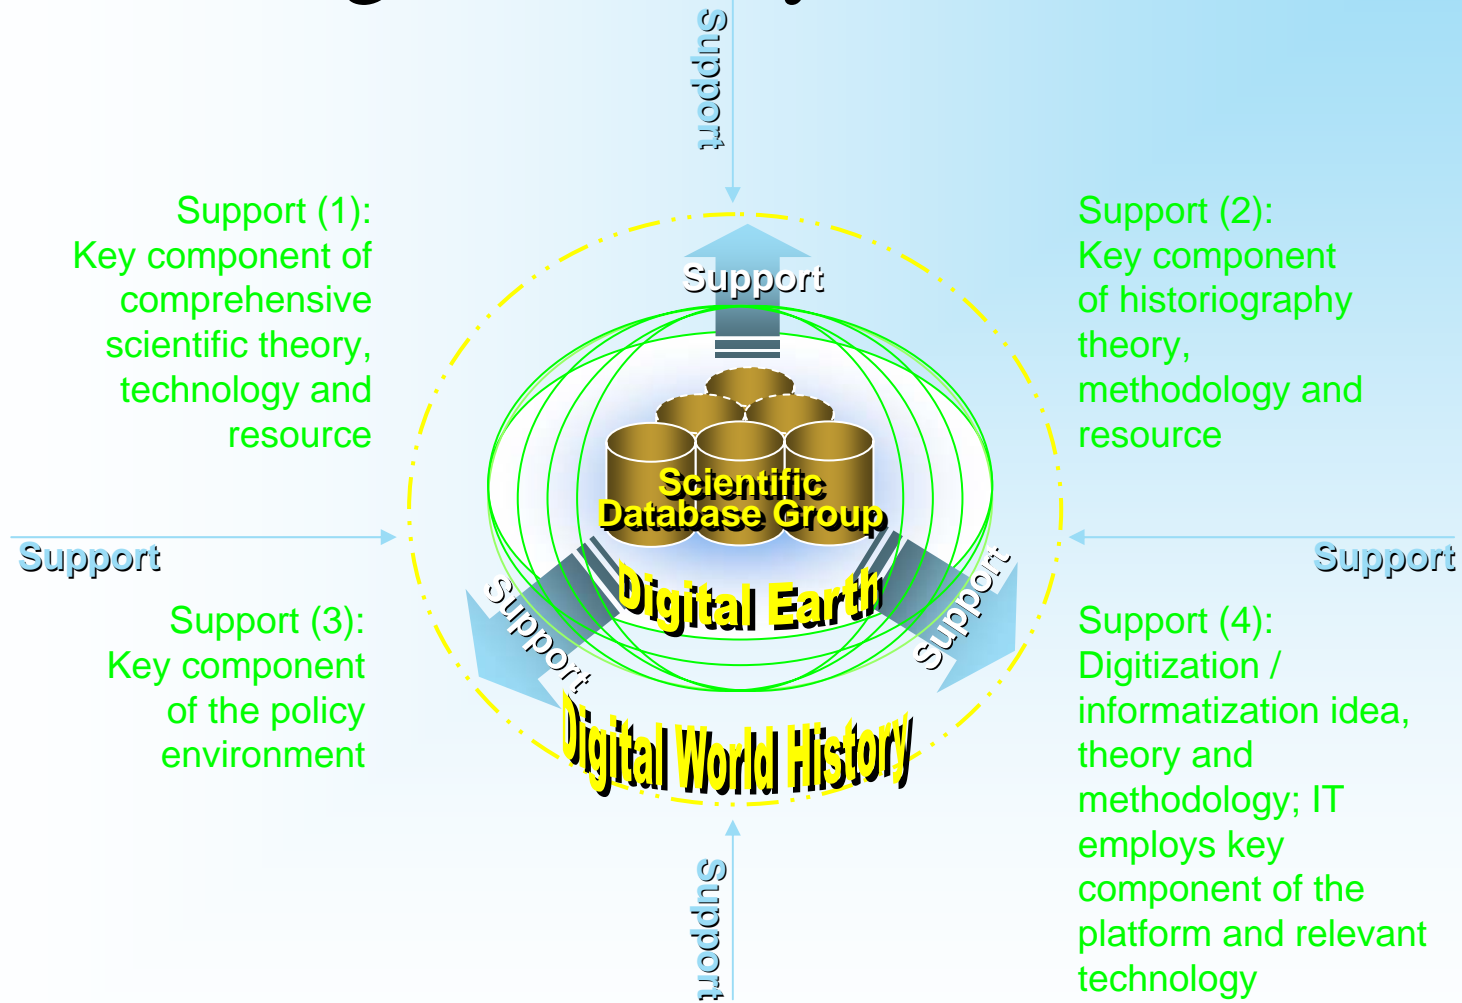 Support
Support (1):
Key component of
comprehensive
scientific theory,
technology and
resource
Support (2):
Key component
of historiography
theory,
methodology and
resource
Support
Scientific
Database Group
Support
Support
Support
Support
Digital Earth
Digital World History
Support (3):
Key component
of the policy
environment
Support (4):
Digitization /
informatization idea,
theory and
methodology; IT
employs key
component of the
platform and relevant
technology
Support